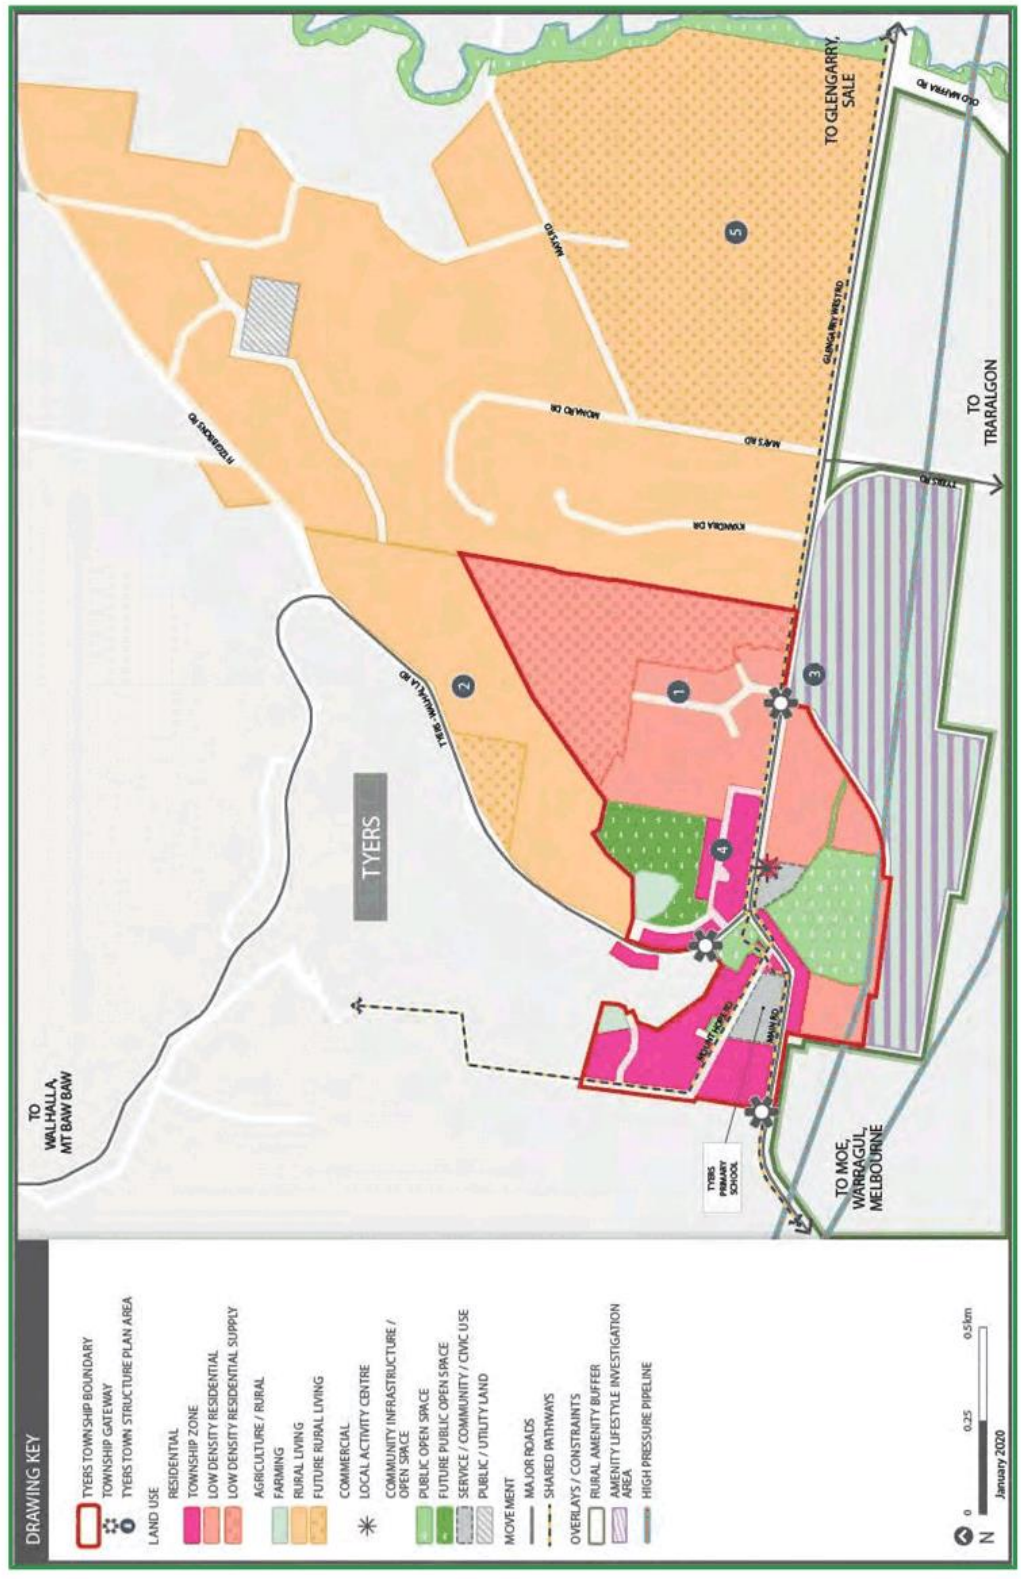 DRAWING KEY
TYERS TOWNSHIP BOUNDARY
TOWNSHIP GATEWAY
TYERS TOWN STRUCTURE PLAN AREA
LAND USE
RESIDENTIAL
TOWNSHIP ZONE
LOW DENSITY RESIDENTIAL
LOW DENSITY RESIDENTIAL SUPPLY
AGRICULTURE / RURAL
FARMING
RURAL LIVING
FUTURE RURAL LIVING
COMMERCIAL
LOCAL ACTIVITY CENTRE
COMMUNITY INFRASTRUCTURE /
OPEN SPACE
PUBLIC OPEN SPACE
FUTURE PUBLIC OPEN SPACE
SERVICE / COMMUNITY / CIVIC USE
PUBLIC / UTILITY LAND
MOVEMENT
MAJOR ROADS
SHARED PATHWAYS
OVERLAYS / CONSTRAINTS
RURAL AMENITY BUFFER
AMENITY LIFESTYLE INVESTIGATION
AREA
HIGH PRESSURE PIPELINE
N
0
0.25
0.5km
January 2020
TO
WALHALLA,
MT BAW BAW
TYERS
FITZGIBBONS RD
TYERS - WALHALLA RD
2
MAYS RD
MONARO DR
MAYS RD
KYANDRA DR
5
GLENGARRY WEST RD
TO GLENGARRY,
SALE
OLD MAFFRA RD
1
3
4
TYERS RD
TO
TRARALGON
MOUNT HOPE RD
MAIN RD
TYERS
PRIMARY
SCHOOL
TO MOE,
WARRAGUL,
MELBOURNE